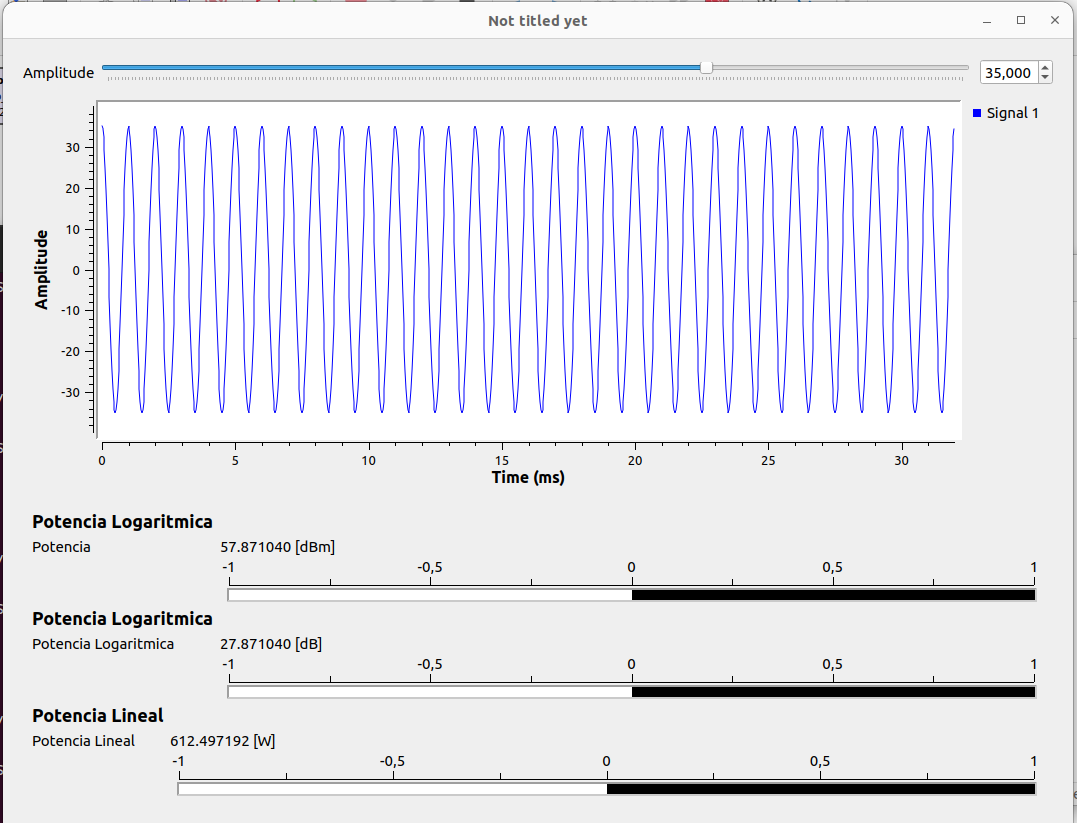 Not titled yet
Amplitude 35,000
Signal 1
30
20
10
0
-10
-20
-30
Amplitude
0 5 10 15 20 25 30
Time (ms)
Potencia Logaritmica
Potencia 57.871040 [dBm]
-1 -0,5 0 0,5 1
Potencia Logaritmica
Potencia Logaritmica 27.871040 [dB]
-1 -0,5 0 0,5 1
Potencia Lineal
Potencia Lineal 612.497192 [W]
-1 -0,5 0 0,5 1